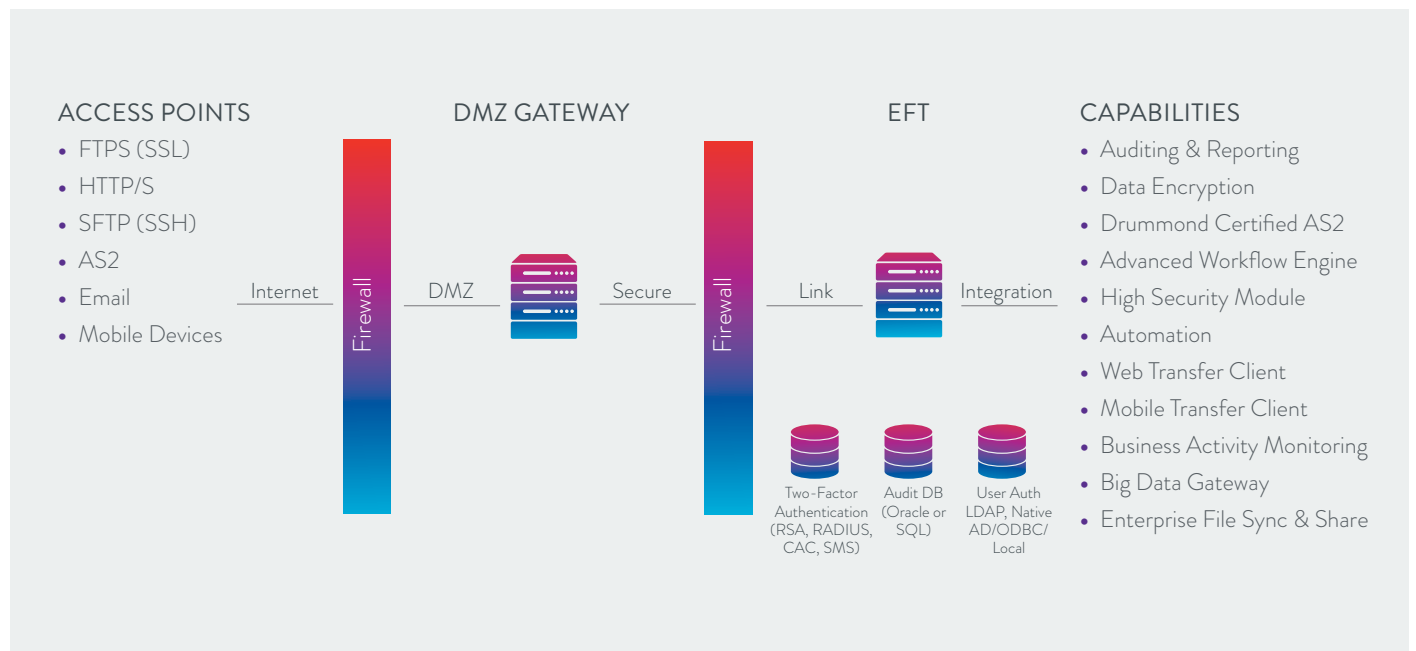 ACCESS POINTS
• FTPS (SSL)
• HTTP/S
• SFTP (SSH)
• AS2
• Email
• Mobile Devices
Internet
Firewall
DMZ GATEWAY
DMZ
Secure
Firewall
EFT
Link
Integration
Two-Factor
Authentication
(RSA, RADIUS,
CAC, SMS)
Audit DB
(Oracle or
SQL)
User Auth
LDAP, Native
AD/ODBC/
Local
CAPABILITIES
• Auditing & Reporting
• Data Encryption
• Drummond Certified AS2
• Advanced Workflow Engine
• High Security Module
• Automation
• Web Transfer Client
• Mobile Transfer Client
• Business Activity Monitoring
• Big Data Gateway
• Enterprise File Sync & Share